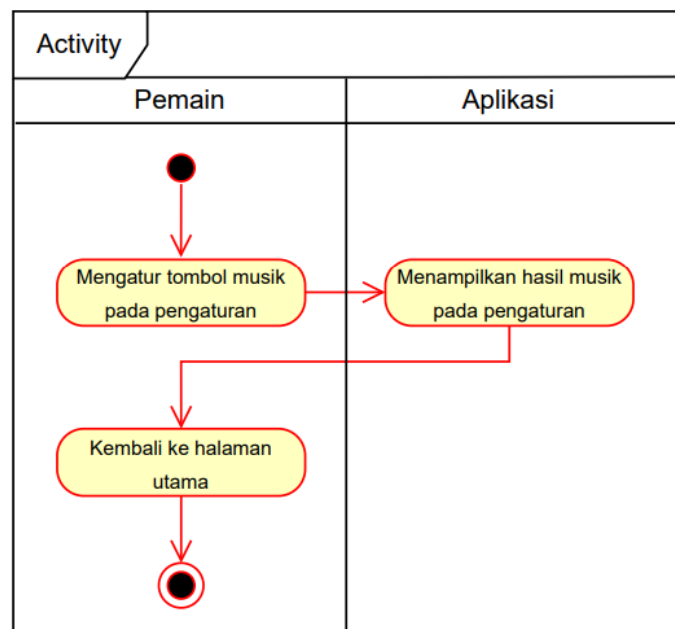 Activity
Pemain
Aplikasi
Mengatur tombol musik
pada pengaturan
Menampilkan hasil musik
pada pengaturan
Kembali ke halaman
utama